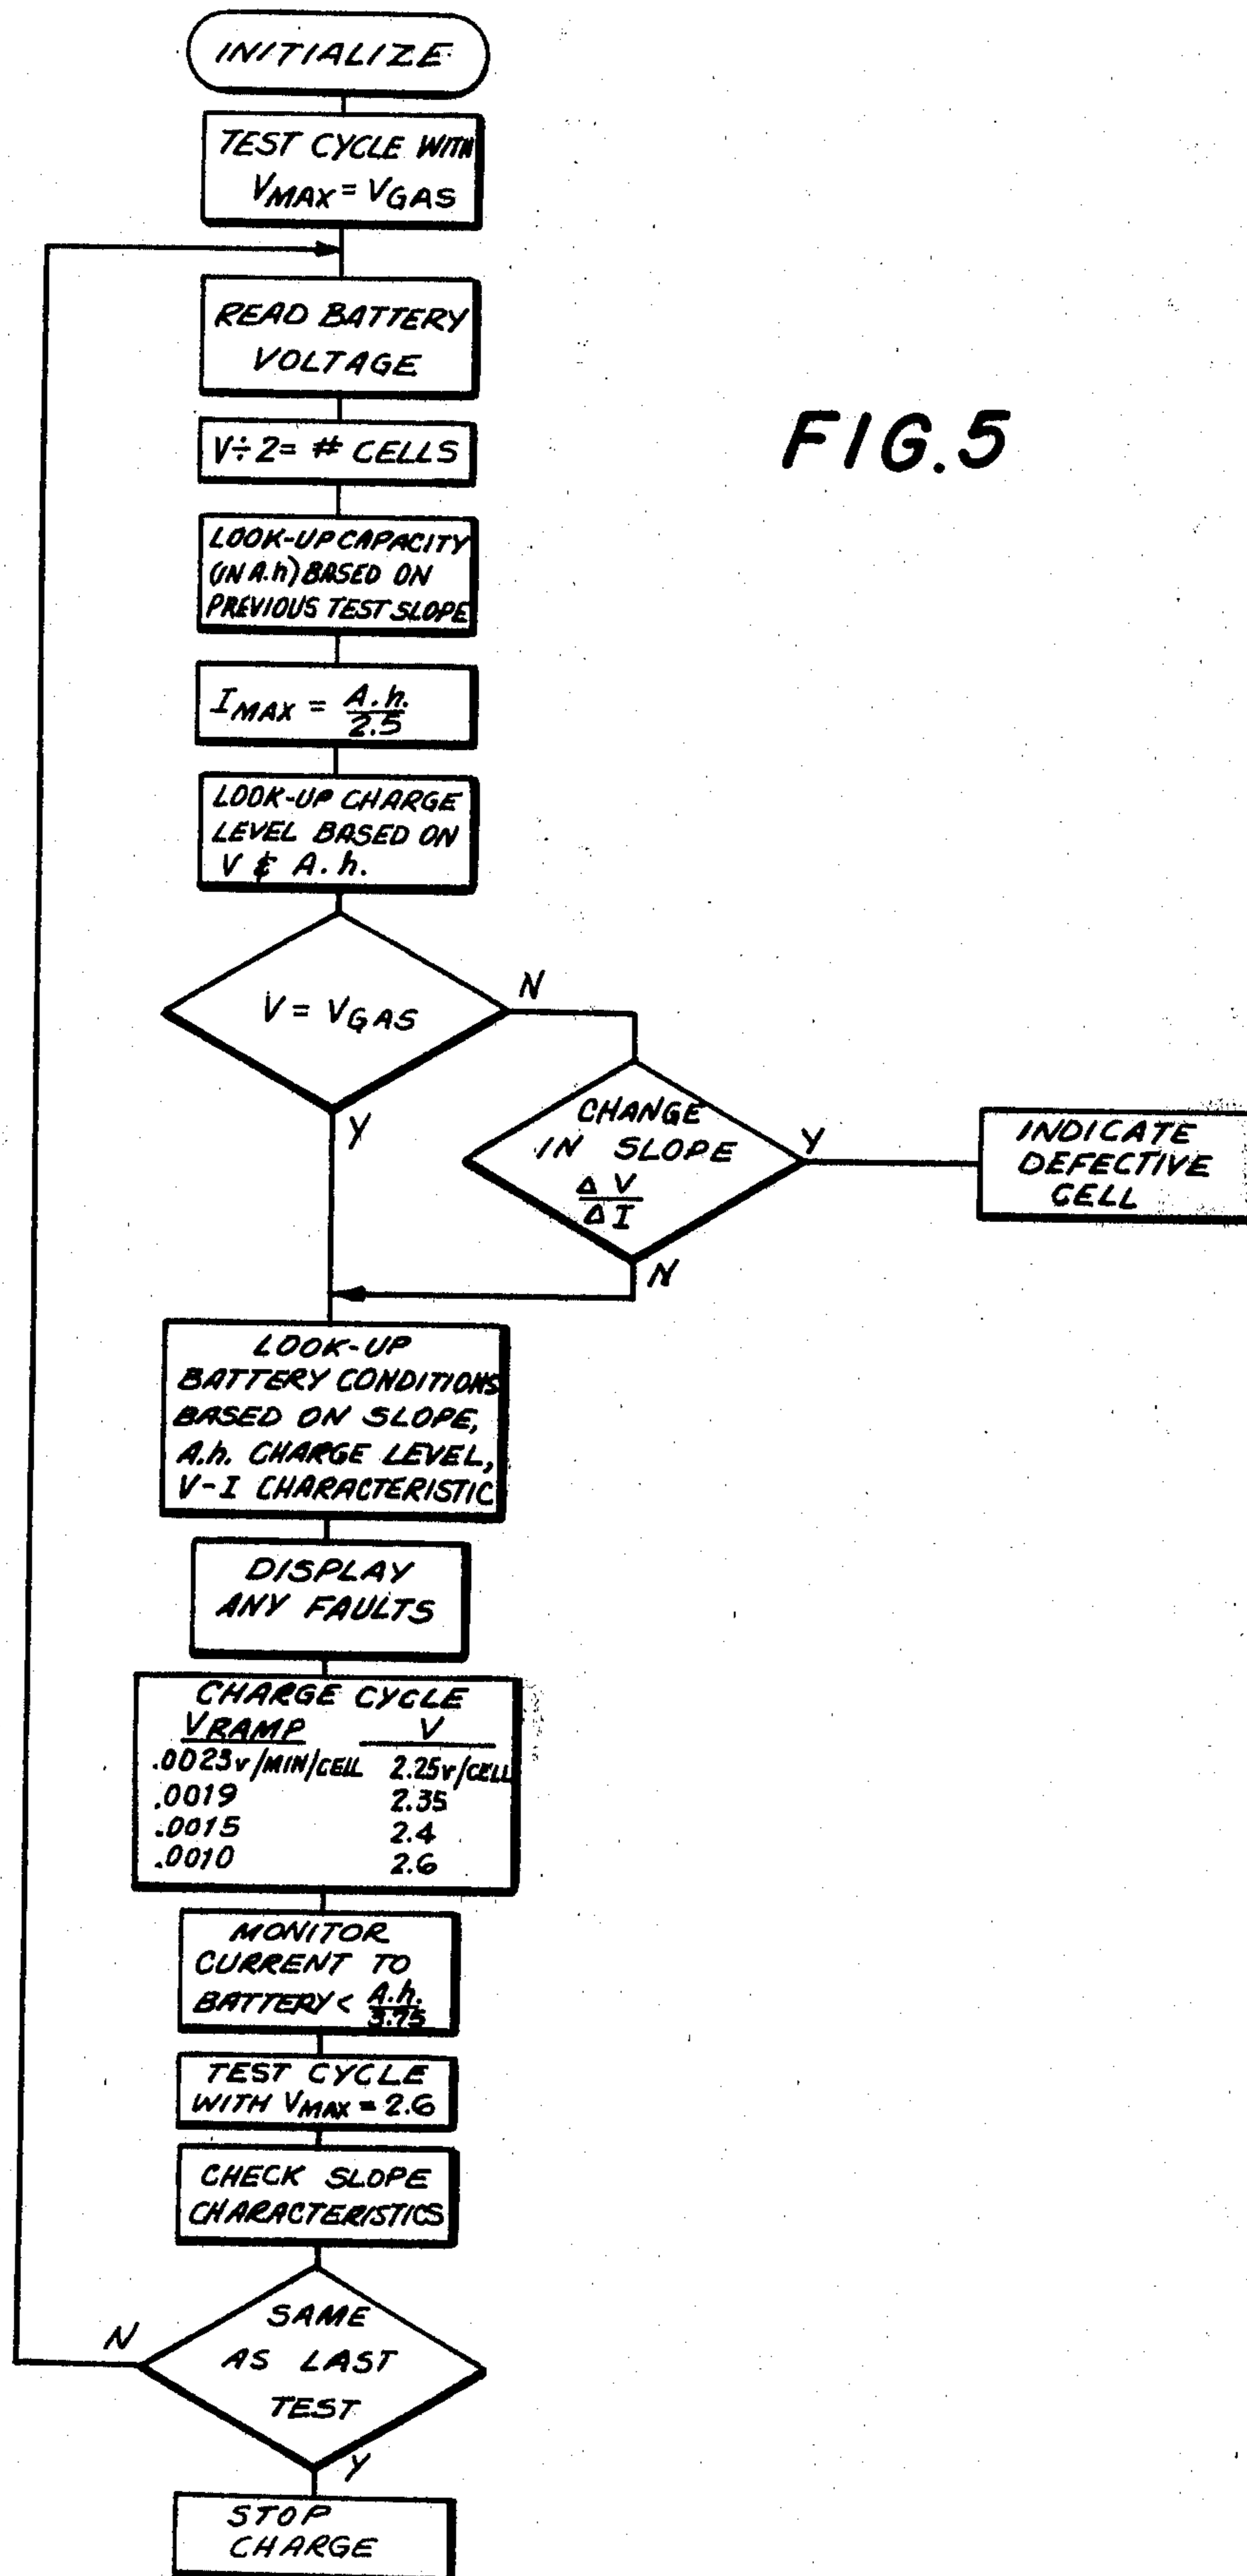 INITIALIZE
TEST CYCLE WITH
VMAX = VGAS
READ BATTERY
VOLTAGE
V÷2= # CELLS
FIG.5
LOOK-UP CAPACITY
(IN A.h) BASED ON
PREVIOUS TEST SLOPE
IMAX = A.h.
2.5
LOOK-UP CHARGE
LEVEL BASED ON
V & A.h.
V = VGAS
N
Y
CHANGE
IN SLOPE
Δ V
Δ I
Y
N
INDICATE
DEFECTIVE
CELL
LOOK-UP
BATTERY CONDITIONS
BASED ON SLOPE,
A.h. CHARGE LEVEL,
V-I CHARACTERISTIC
DISPLAY
ANY FAULTS
CHARGE CYCLE
VRAMP V
.0023v/MIN/CELL 2.25v/CELL
.0019 2.35
.0015 2.4
.0010 2.6
MONITOR
CURRENT TO
BATTERY < A.h.
3.75
TEST CYCLE
WITH VMAX = 2.6
CHECK SLOPE
CHARACTERISTICS
SAME
AS LAST
TEST
N
Y
STOP
CHARGE